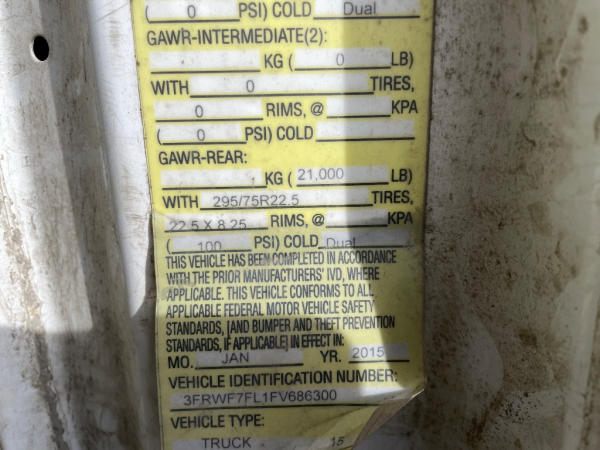 ( 0 PSI) COLD Dual
GAWR-INTERMEDIATE(2):
KG ( 0 LB)
WITH 0 TIRES,
0 RIMS, @ KPA
( 0 PSI) COLD
GAWR-REAR:
KG ( 21,000 LB)
WITH 295/75R22.5 TIRES,
22.5 X 8.25 RIMS, @ KPA
( 100 PSI) COLD Dual
THIS VEHICLE HAS BEEN COMPLETED IN ACCORDANCE
WITH THE PRIOR MANUFACTURERS' IVD, WHERE
APPLICABLE. THIS VEHICLE CONFORMS TO ALL
APPLICABLE FEDERAL MOTOR VEHICLE SAFETY
STANDARDS, [AND BUMPER AND THEFT PREVENTION
STANDARDS, IF APPLICABLE] IN EFFECT IN:
MO. JAN YR. 2015
VEHICLE IDENTIFICATION NUMBER:
3FRWF7FL1FV686300
VEHICLE TYPE:
TRUCK 15